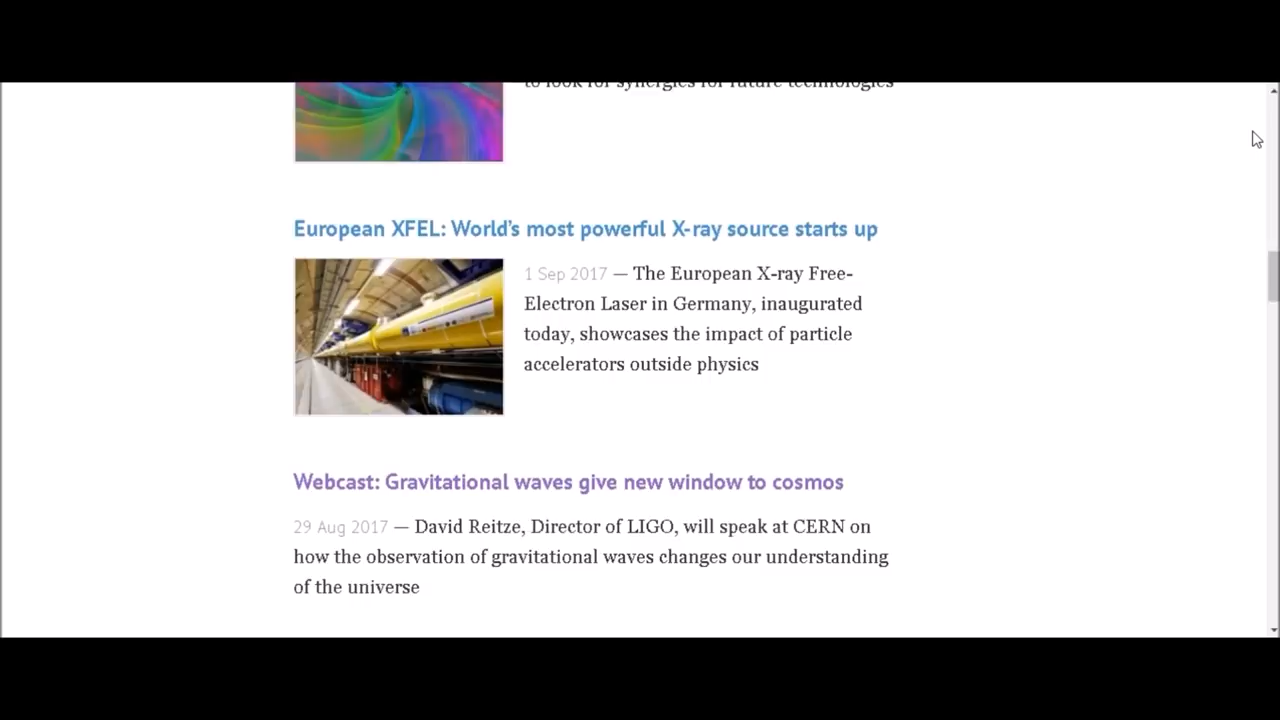 to look for synergies for future technologies
European XFEL: World's most powerful X-ray source starts up
1 Sep 2017 — The European X-ray Free-
Electron Laser in Germany, inaugurated
today, showcases the impact of particle
accelerators outside physics
Webcast: Gravitational waves give new window to cosmos
29 Aug 2017 — David Reitze, Director of LIGO, will speak at CERN on
how the observation of gravitational waves changes our understanding
of the universe